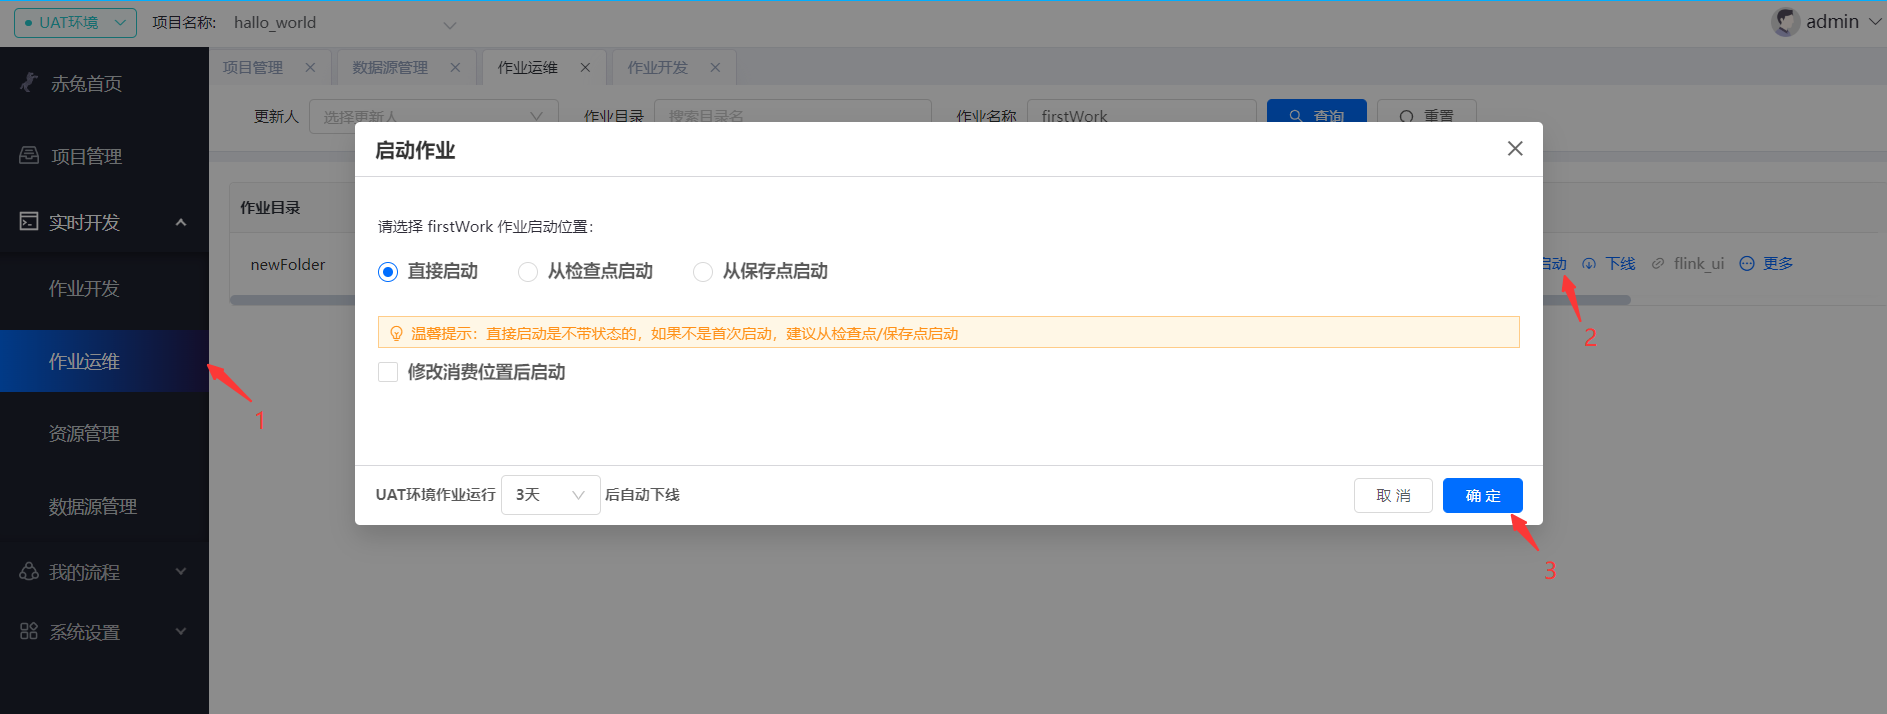 UAT环境
项目名称:
hallo_world
admin
赤兔首页
项目管理
实时开发
作业开发
作业运维
资源管理
数据源管理
我的流程
系统设置
项目管理
数据源管理
作业运维
作业开发
更新人
选择更新人
作业目录
搜索目录名
作业名称
firstWork
查询
重置
作业目录
newFolder
启动
下线
flink_ui
更多
启动作业
请选择 firstWork 作业启动位置:
直接启动
从检查点启动
从保存点启动
温馨提示：直接启动是不带状态的，如果不是首次启动，建议从检查点/保存点启动
修改消费位置后启动
UAT环境作业运行
3天
后自动下线
取 消
确 定
1
2
3